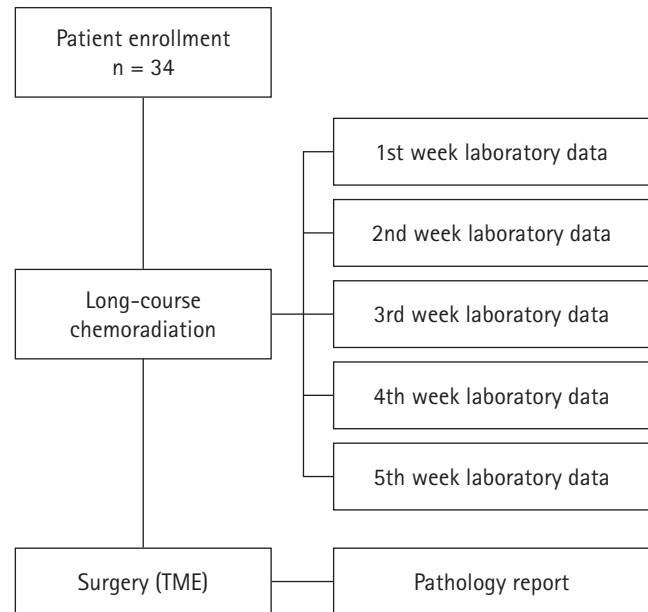 Patient enrollment
n = 34
1st week laboratory data
2nd week laboratory data
Long-course
chemoradiation
3rd week laboratory data
4th week laboratory data
5th week laboratory data
Surgery (TME)
Pathology report